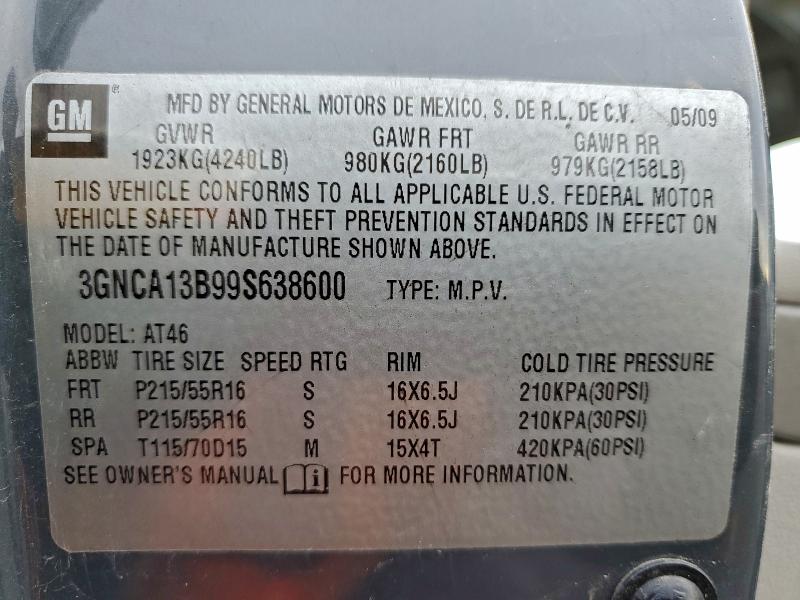 GM
MFD BY GENERAL MOTORS DE MEXICO, S. DE R.L. DE C.V. 05/09
GVWR GAWR FRT GAWR RR
1923KG(4240LB) 980KG(2160LB) 979KG(2158LB)
THIS VEHICLE CONFORMS TO ALL APPLICABLE U.S. FEDERAL MOTOR
VEHICLE SAFETY AND THEFT PREVENTION STANDARDS IN EFFECT ON
THE DATE OF MANUFACTURE SHOWN ABOVE.
3GNCA13B99S638600 TYPE: M.P.V.
MODEL: AT46
ABBW TIRE SIZE SPEED RTG RIM COLD TIRE PRESSURE
FRT P215/55R16 S 16X6.5J 210KPA(30PSI)
RR P215/55R16 S 16X6.5J 210KPA(30PSI)
SPA T115/70D15 M 15X4T 420KPA(60PSI)
SEE OWNER'S MANUAL i FOR MORE INFORMATION.